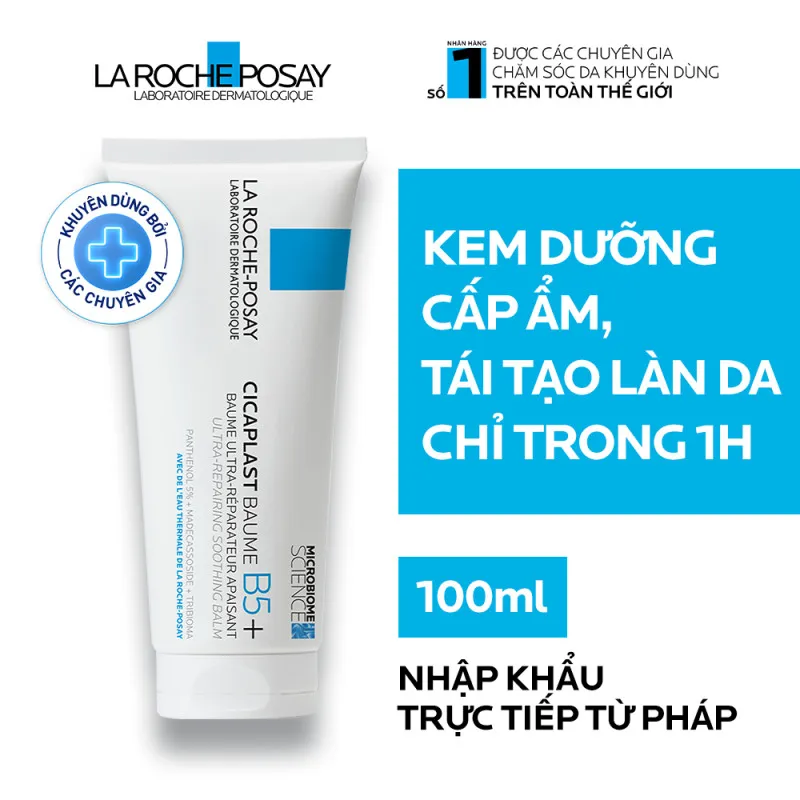 LA ROCHE POSAY
LABORATOIRE DERMATOLOGIQUE
NHÃN HÀNG
SỐ 1
ĐƯỢC CÁC CHUYÊN GIA
CHĂM SÓC DA KHUYÊN DÙNG
TRÊN TOÀN THẾ GIỚI
KHUYÊN DÙNG BỞI
CÁC CHUYÊN GIA
LA ROCHE-POSAY
LABORATOIRE DERMATOLOGIQUE
CICAPLAST BAUME B5+
BAUME ULTRA-RÉPARATEUR APAISANT
ULTRA-REPAIRING SOOTHING BALM
PANTHENOL 5% + MADECASSOSIDE + TRIBIOMA
AVEC DE L'EAU THERMALE DE LA ROCHE-POSAY
MICROBIOME
SCIENCE
KEM DƯỠNG
CẤP ẨM,
TÁI TẠO LÀN DA
CHỈ TRONG 1H
100ml
NHẬP KHẨU
TRỰC TIẾP TỪ PHÁP